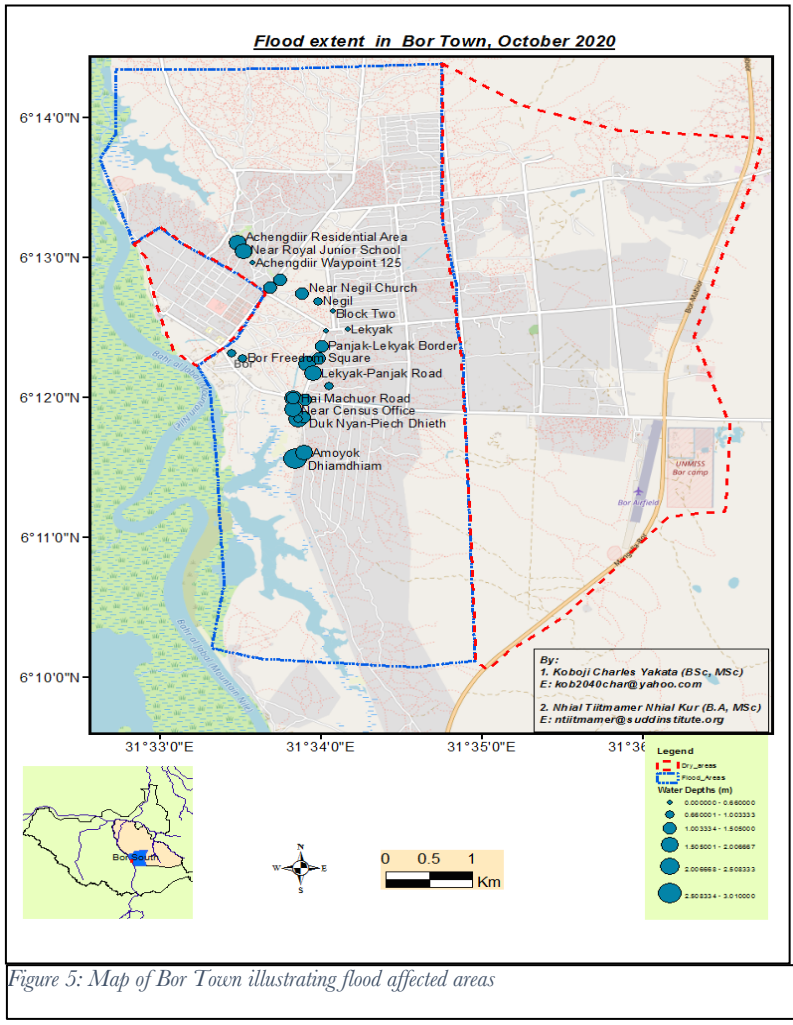 Flood extent in Bor Town, October 2020
6°14'0"N
6°13'0"N
6°12'0"N
6°11'0"N
6°10'0"N
Achengdiir Residential Area
Near Royal Junior School
Achengdiir Waypoint 125
Near Negil Church
Negil
Block Two
Lekyak
Panjak-Lekyak Border
Bor Freedom Square
Bor
Lekyak-Panjak Road
Hai Machuor Road
Near Census Office
Duk Nyan-Piech Dhieth
Amoyok
Dhiamdhiam
Bor Mabior
UNMISS
Bor camp
Bor Airfield
By:
1. Koboji Charles Yakata (BSc, MSc)
E: kob2040char@yahoo.com
2. Nhial Tiitmamer Nhial Kur (B.A, MSc)
E: ntiitmamer@suddinstitute.org
31°33'0"E
31°34'0"E
31°35'0"E
31°36
Legend
Dry_areas
Flood_Areas
Water Depths (m)
0.000000 - 0.660000
0.660001 - 1.003333
1.003334 - 1.505000
1.505001 - 2.006667
2.006668 - 2.508333
2.508334 - 3.010000
Bor South
N
W
E
S
0 0.5 1
Km
Figure 5: Map of Bor Town illustrating flood affected areas